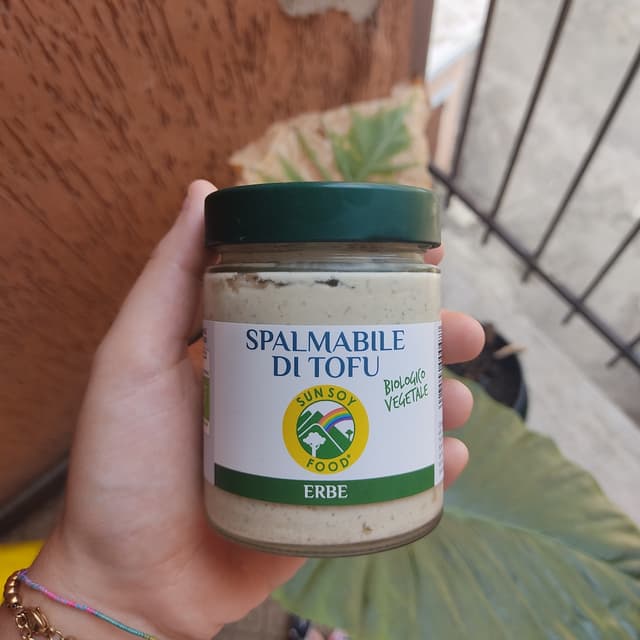 SPALMABILE
DI TOFU
BIOLOGICO
VEGETALE
SUN SOY
FOOD®
ERBE